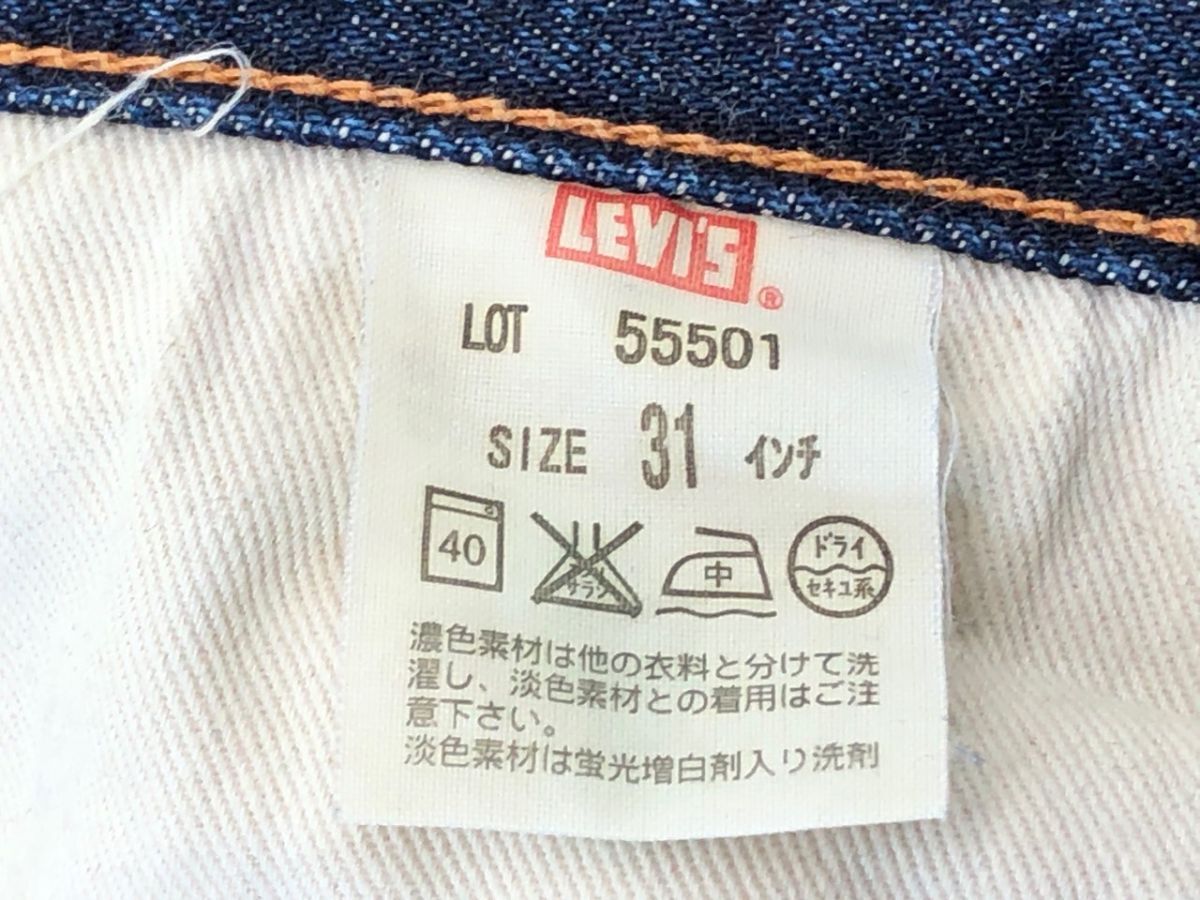 LEVI'S®
LOT 55501
SIZE 31 インチ
40
サラシ
中
ドライ
セキユ系
濃色素材は他の衣料と分けて洗
濯し、淡色素材との着用はご注
意下さい。
淡色素材は蛍光増白剤入り洗剤